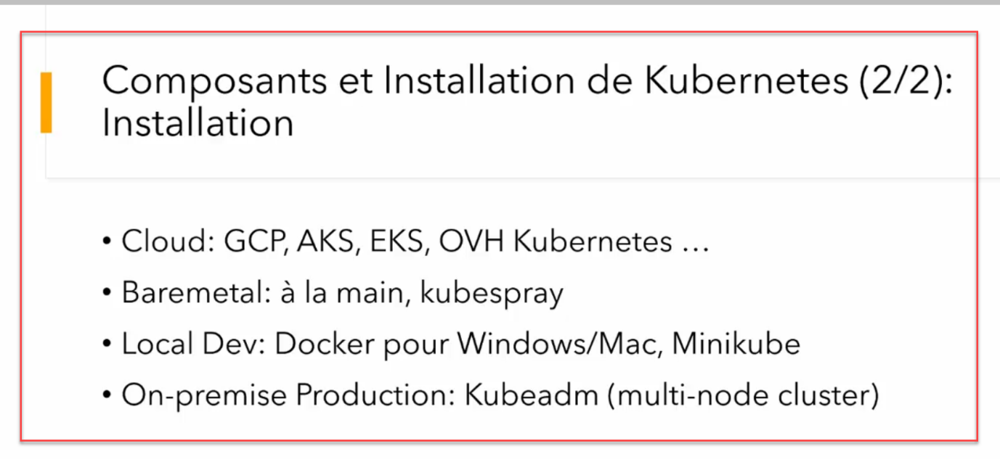 Composants et Installation de Kubernetes (2/2):
Installation
• Cloud: GCP, AKS, EKS, OVH Kubernetes …
• Baremetal: à la main, kubespray
• Local Dev: Docker pour Windows/Mac, Minikube
• On-premise Production: Kubeadm (multi-node cluster)